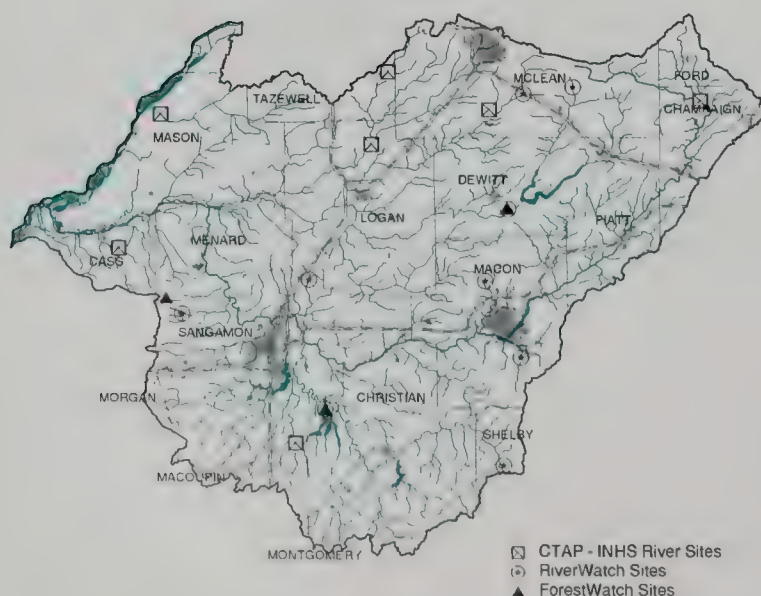 MCLEAN
FORD
TAZEWELL
CHAMPAIGN
MASON
DEWITT
LOGAN
PIATT
MENARD
CASS
MACON
SANGAMON
MORGAN
CHRISTIAN
SHELBY
MACOUPIN
MONTGOMERY
CTAP - INHS River Sites
RiverWatch Sites
ForestWatch Sites